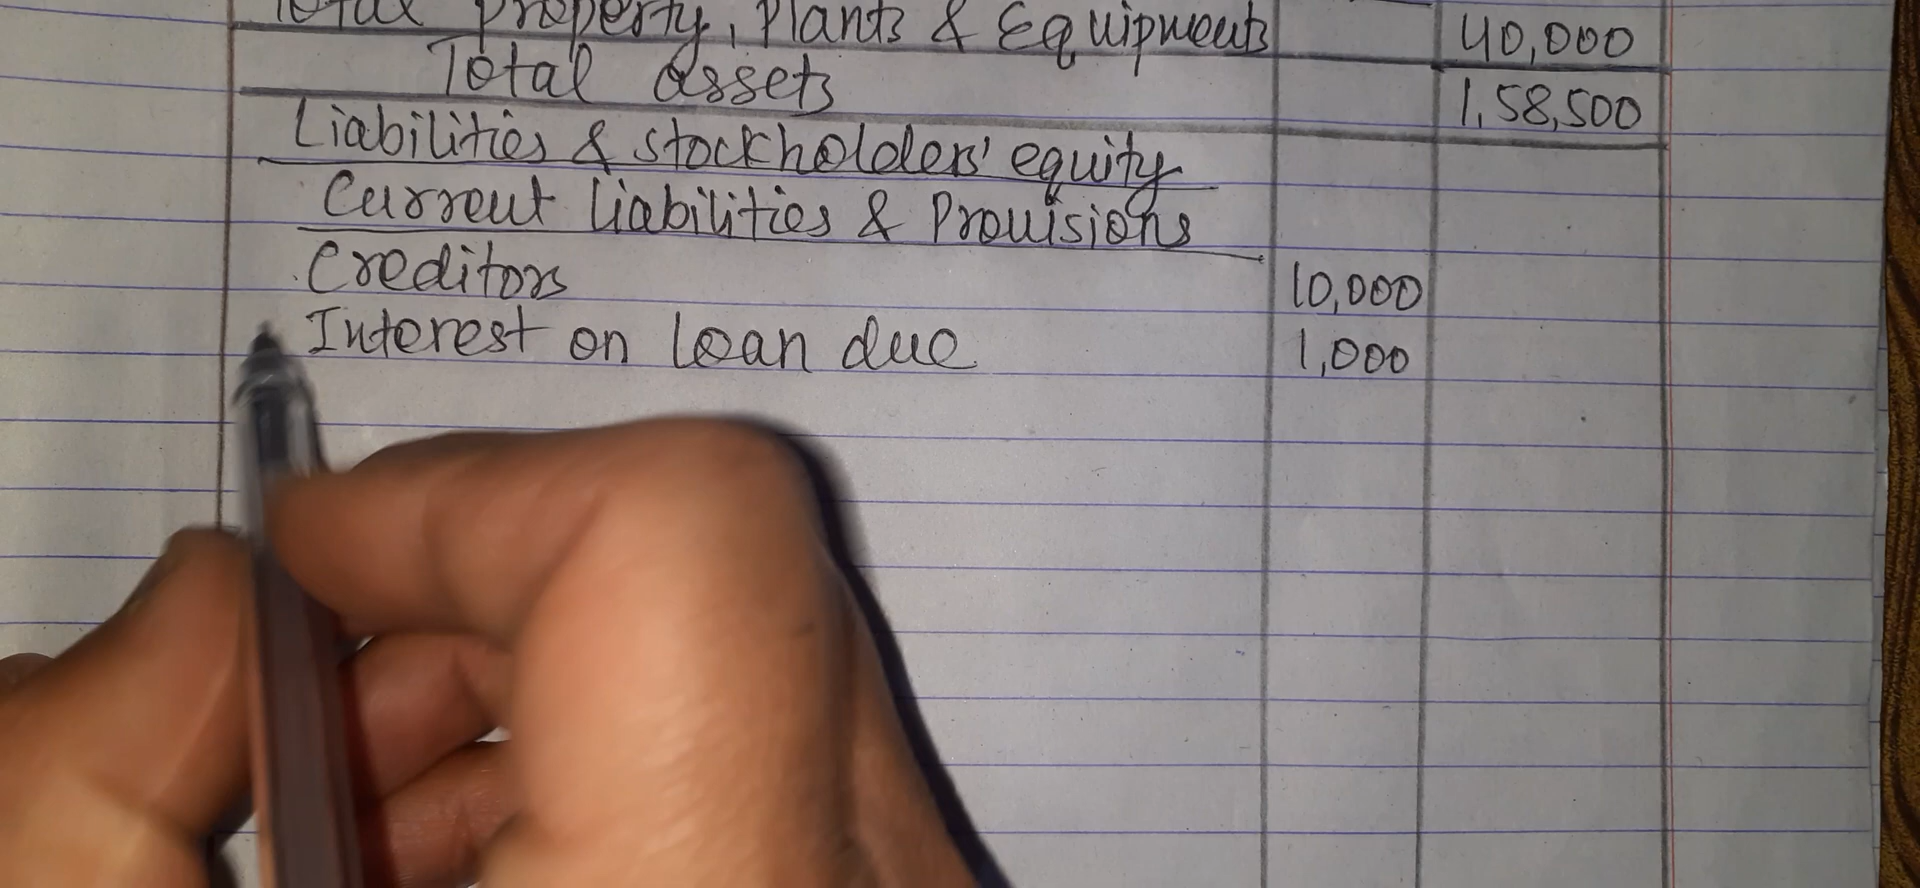 Total Property, Plants & Equipments 40,000
Total assets 1,58,500
Liabilities & stockholders' equity
Current liabilities & Provisions
Creditors 10,000
Interest on loan due 1,000